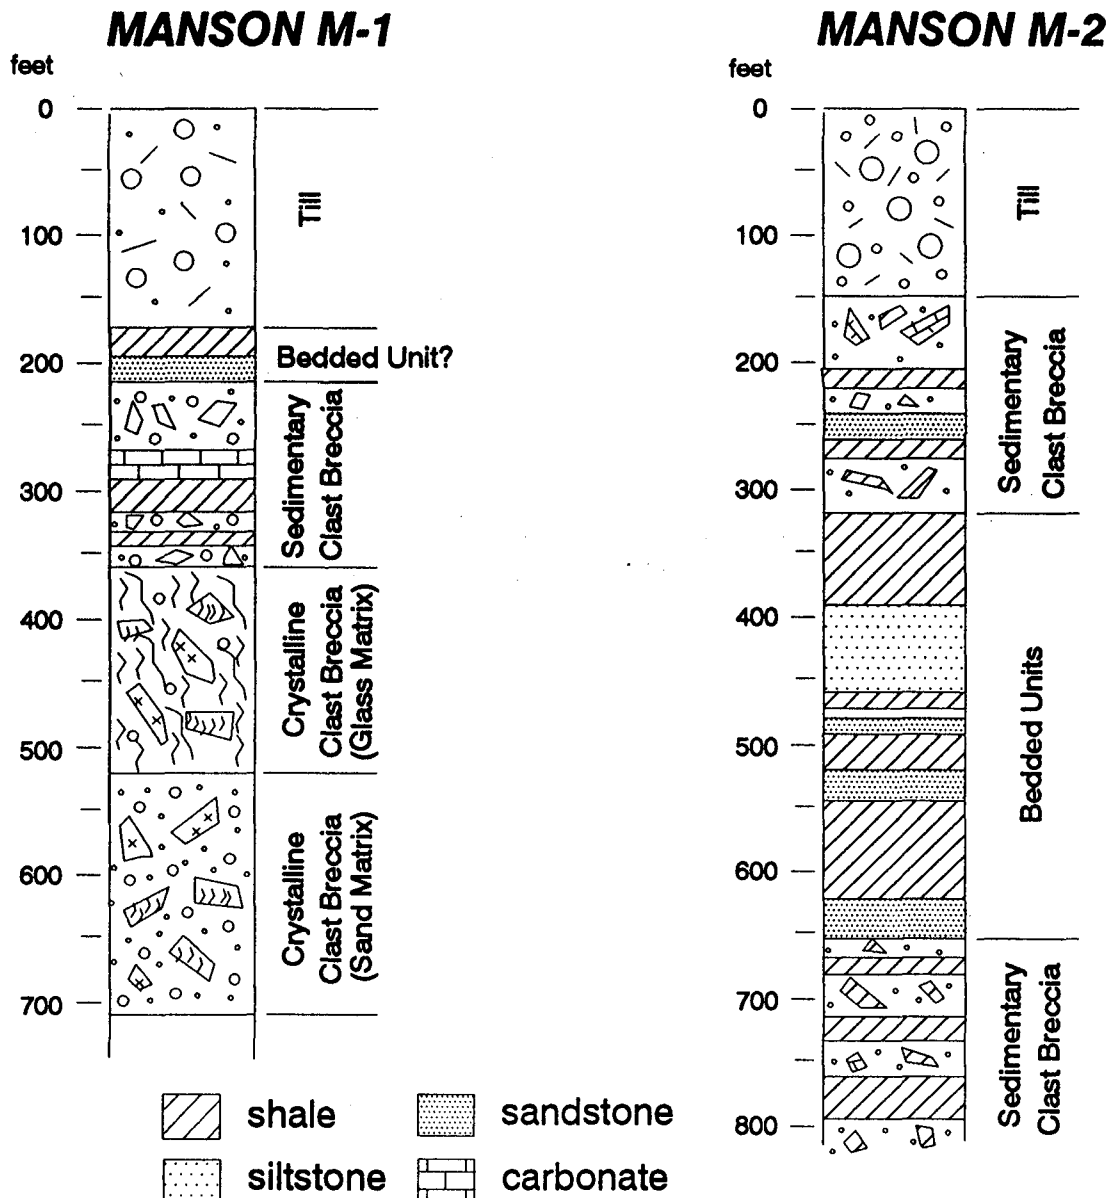 MANSON M-1
feet
0
100
200
300
400
500
600
700
Till
Bedded Unit?
Sedimentary
Clast Breccia
Crystalline
Clast Breccia
(Glass Matrix)
Crystalline
Clast Breccia
(Sand Matrix)
MANSON M-2
feet
0
100
200
300
400
500
600
700
800
Till
Sedimentary
Clast Breccia
Bedded Units
Sedimentary
Clast Breccia
shale
sandstone
siltstone
carbonate